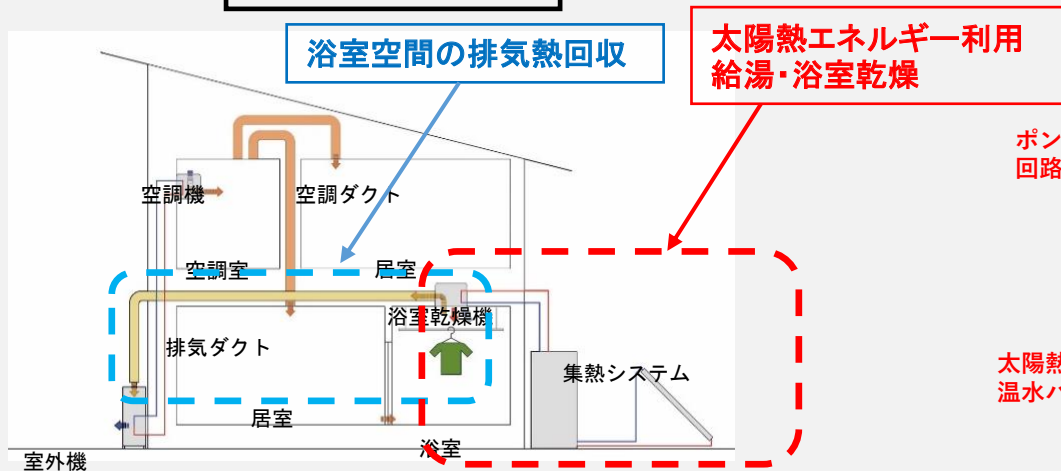 浴室空間の排気熱回収
太陽熱エネルギー利用
給湯・浴室乾燥
ポン
回路
空調機
空調ダクト
空調室
居室
浴室乾燥機
排気ダクト
集熱システム
太陽熱
温水パ
居室
浴室
室外機